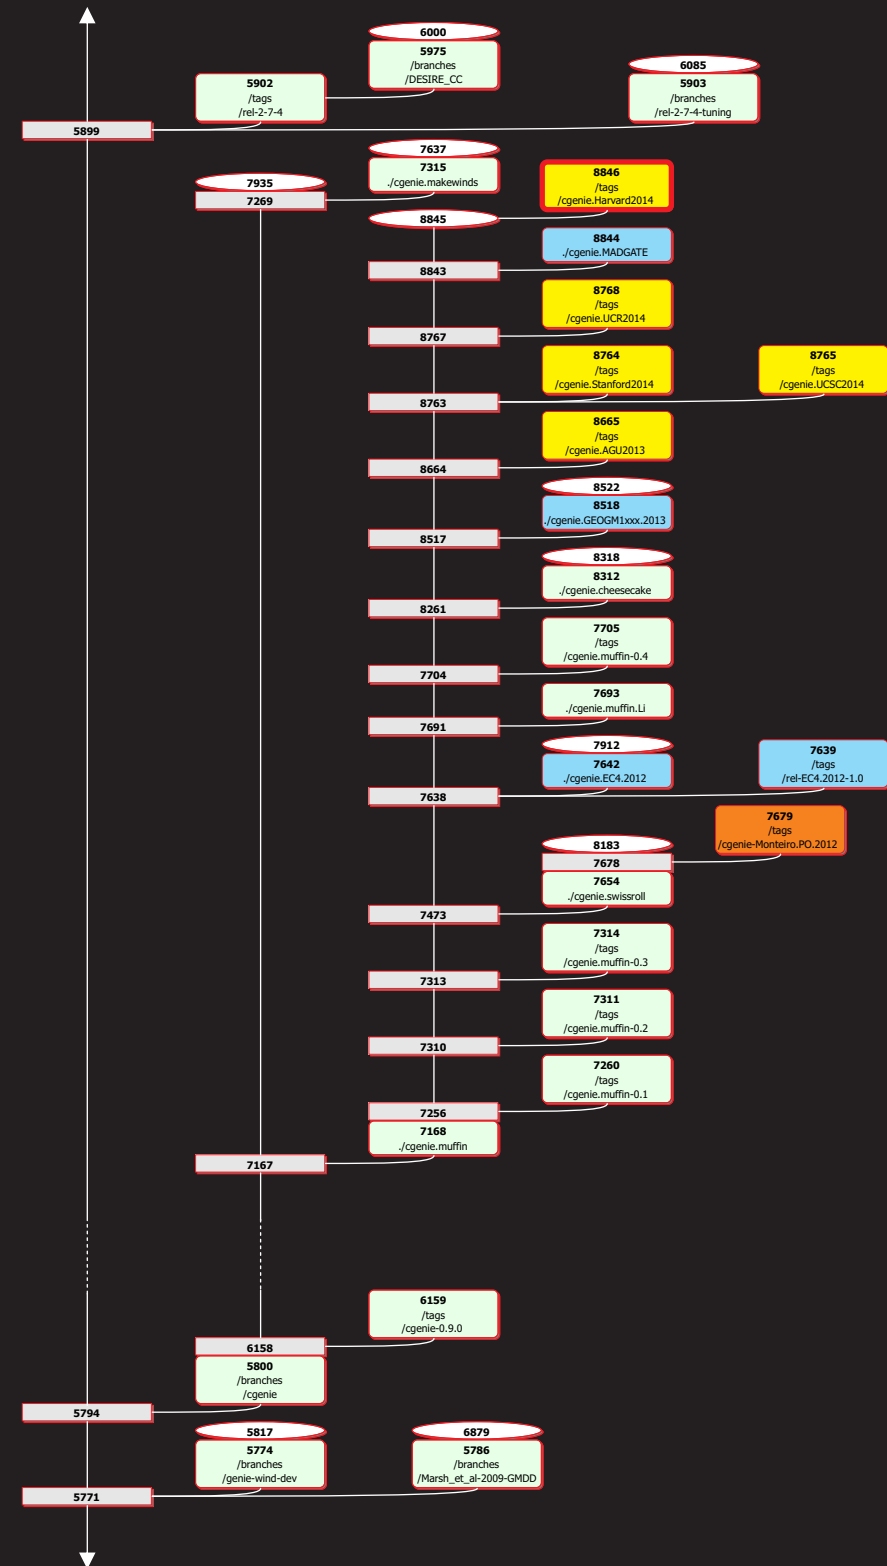 6000
5975
/branches
/DESIRE_CC
6085
5902
/tags
/rel-2-7-4
5903
/branches
/rel-2-7-4-tuning
5899
7637
7315
./cgenie.makewinds
7935
7269
8846
/tags
/cgenie.Harvard2014
8845
8844
./cgenie.MADGATE
8843
8768
/tags
/cgenie.UCR2014
8767
8764
/tags
/cgenie.Stanford2014
8765
/tags
/cgenie.UCSC2014
8763
8665
/tags
/cgenie.AGU2013
8664
8522
8518
./cgenie.GEOGM1xxx.2013
8517
8318
8312
./cgenie.cheesecake
8261
7705
/tags
/cgenie.muffin-0.4
7704
7693
./cgenie.muffin.Li
7691
7912
7642
./cgenie.EC4.2012
7639
/tags
/rel-EC4.2012-1.0
7638
7679
/tags
/cgenie-Monteiro.PO.2012
8183
7678
7654
./cgenie.swissroll
7473
7314
/tags
/cgenie.muffin-0.3
7313
7311
/tags
/cgenie.muffin-0.2
7310
7260
/tags
/cgenie.muffin-0.1
7256
7168
./cgenie.muffin
7167
6159
/tags
/cgenie-0.9.0
6158
5800
/branches
/cgenie
5794
5817
5774
/branches
/genie-wind-dev
6879
5786
/branches
/Marsh_et_al-2009-GMDD
5771